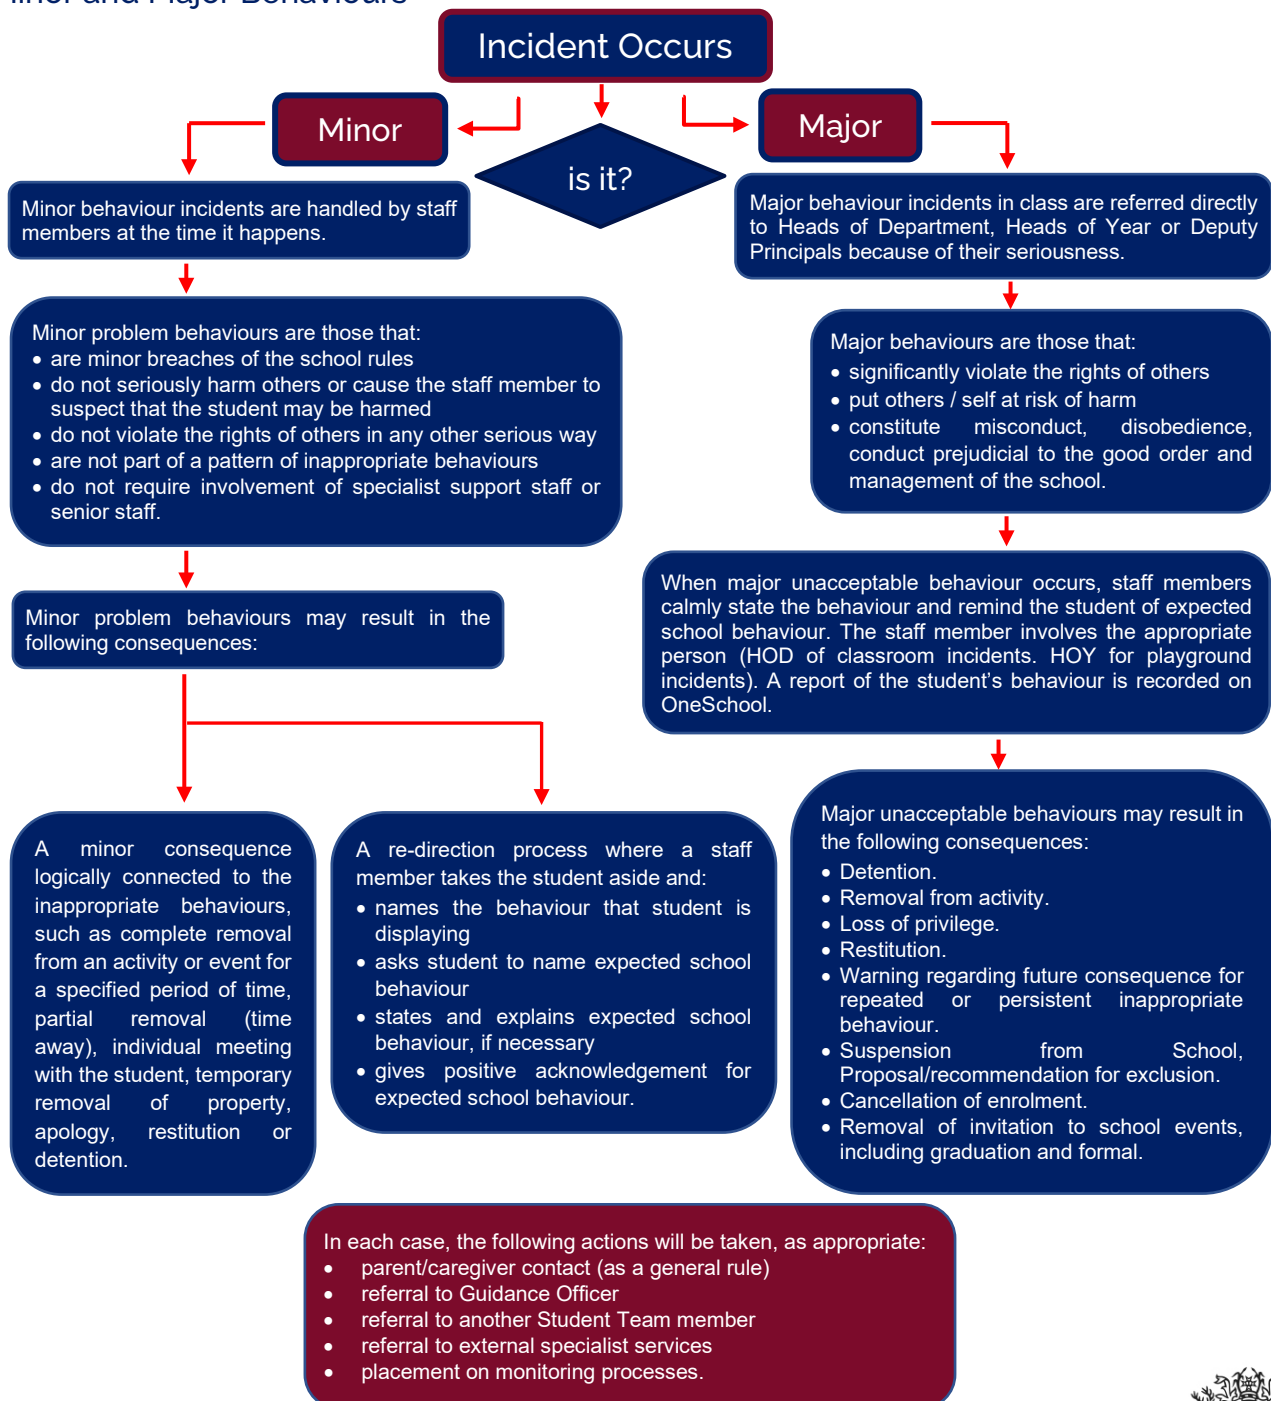 and Major Behaviours
Incident Occurs
Minor
is it?
Major
Minor behaviour incidents are handled by staff
members at the time it happens.
Major behaviour incidents in class are referred directly
to Heads of Department, Heads of Year or Deputy
Principals because of their seriousness.
Minor problem behaviours are those that:
• are minor breaches of the school rules
• do not seriously harm others or cause the staff member to
suspect that the student may be harmed
• do not violate the rights of others in any other serious way
• are not part of a pattern of inappropriate behaviours
• do not require involvement of specialist support staff or
senior staff.
Major behaviours are those that:
• significantly violate the rights of others
• put others / self at risk of harm
• constitute misconduct, disobedience,
conduct prejudicial to the good order and
management of the school.
Minor problem behaviours may result in the
following consequences:
When major unacceptable behaviour occurs, staff members
calmly state the behaviour and remind the student of expected
school behaviour. The staff member involves the appropriate
person (HOD of classroom incidents. HOY for playground
incidents). A report of the student’s behaviour is recorded on
OneSchool.
A minor consequence
logically connected to the
inappropriate behaviours,
such as complete removal
from an activity or event for
a specified period of time,
partial removal (time
away), individual meeting
with the student, temporary
removal of property,
apology, restitution or
detention.
A re-direction process where a staff
member takes the student aside and:
• names the behaviour that student is
displaying
• asks student to name expected school
behaviour
• states and explains expected school
behaviour, if necessary
• gives positive acknowledgement for
expected school behaviour.
Major unacceptable behaviours may result in
the following consequences:
• Detention.
• Removal from activity.
• Loss of privilege.
• Restitution.
• Warning regarding future consequence for
repeated or persistent inappropriate
behaviour.
• Suspension from School,
Proposal/recommendation for exclusion.
• Cancellation of enrolment.
• Removal of invitation to school events,
including graduation and formal.
In each case, the following actions will be taken, as appropriate:
• parent/caregiver contact (as a general rule)
• referral to Guidance Officer
• referral to another Student Team member
• referral to external specialist services
• placement on monitoring processes.